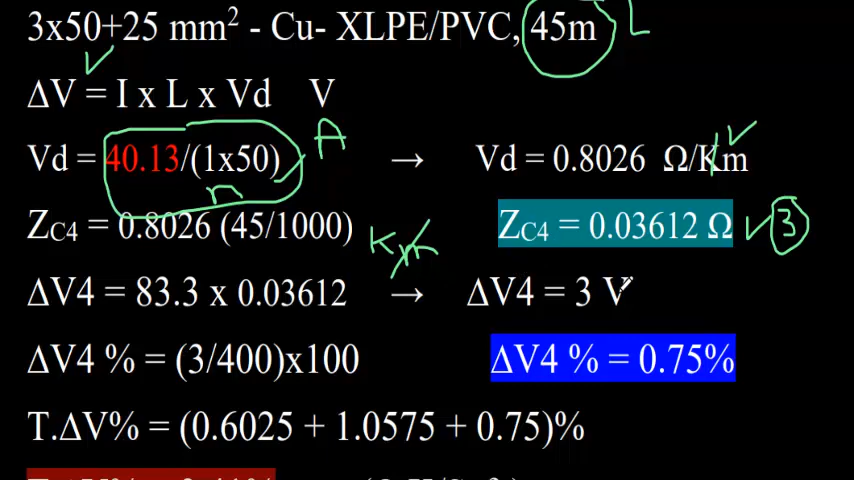 3x50+25 mm² - Cu- XLPE/PVC, 45m L
ΔV = I x L x Vd V
Vd = 40.13/(1x50) → Vd = 0.8026 Ω/Km
A
n
ZC4 = 0.8026 (45/1000) ZC4 = 0.03612 Ω 3
ΔV4 = 83.3 x 0.03612 → ΔV4 = 3 V
ΔV4 % = (3/400)x100 ΔV4 % = 0.75%
T.ΔV% = (0.6025 + 1.0575 + 0.75)%